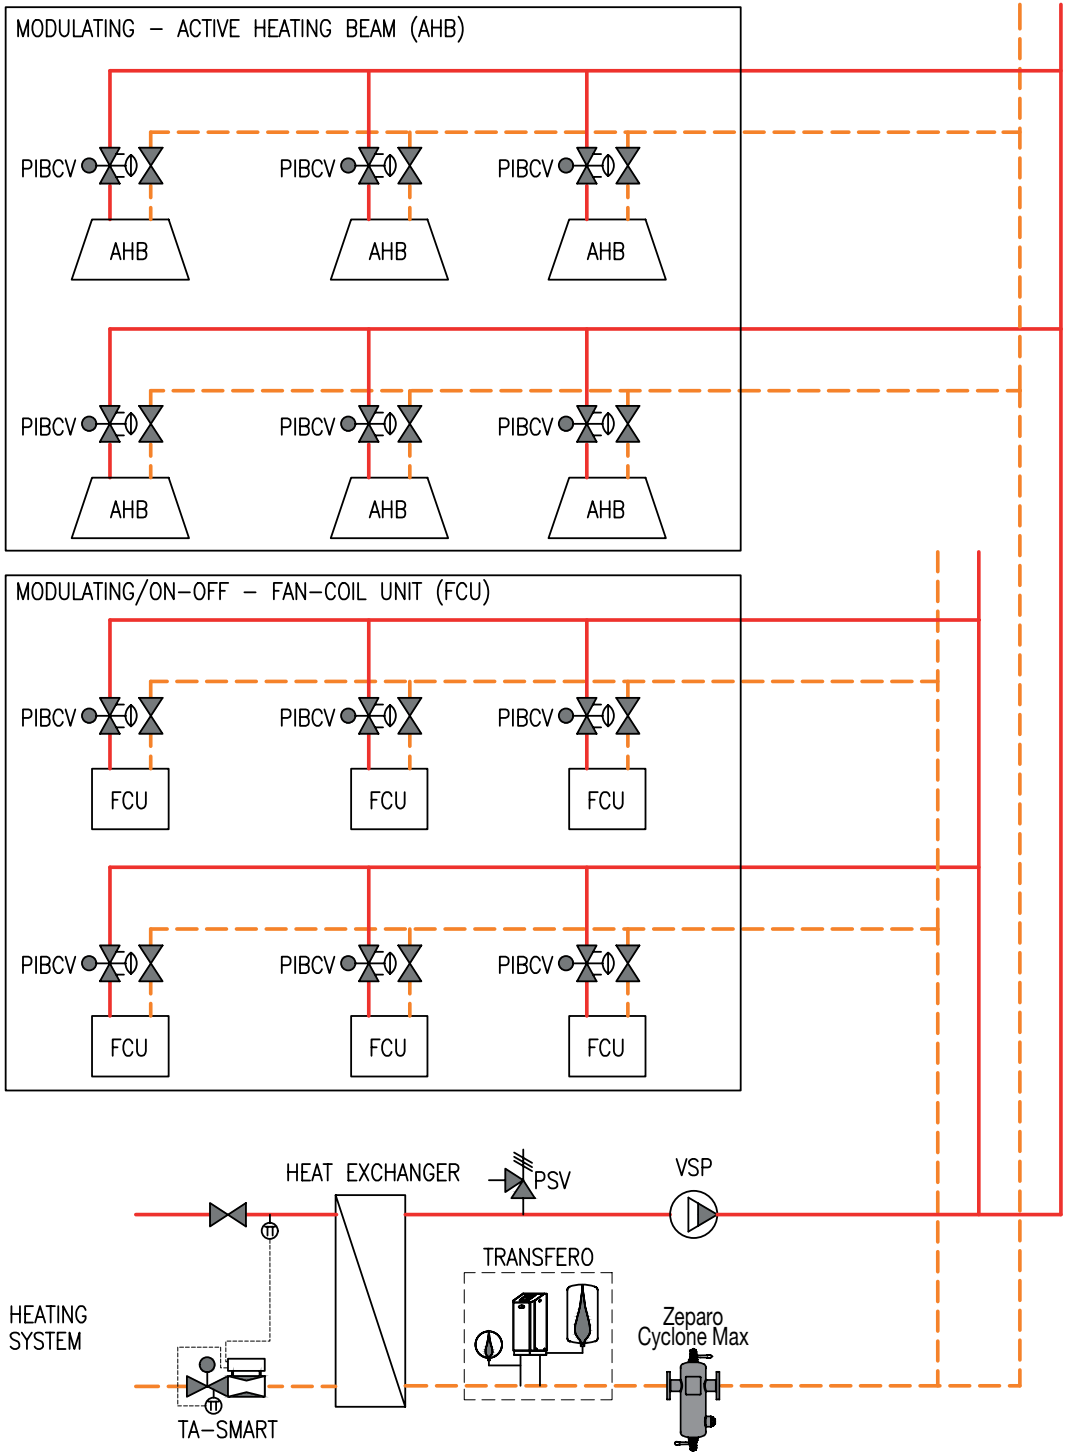 MODULATING – ACTIVE HEATING BEAM (AHB)
PIBCV PIBCV PIBCV
AHB AHB AHB
PIBCV PIBCV PIBCV
AHB AHB AHB
MODULATING/ON-OFF – FAN-COIL UNIT (FCU)
PIBCV PIBCV PIBCV
FCU FCU FCU
PIBCV PIBCV PIBCV
FCU FCU FCU
HEAT EXCHANGER
PSV
VSP
TRANSFERO
HEATING
SYSTEM
Zeparo
Cyclone Max
TA-SMART